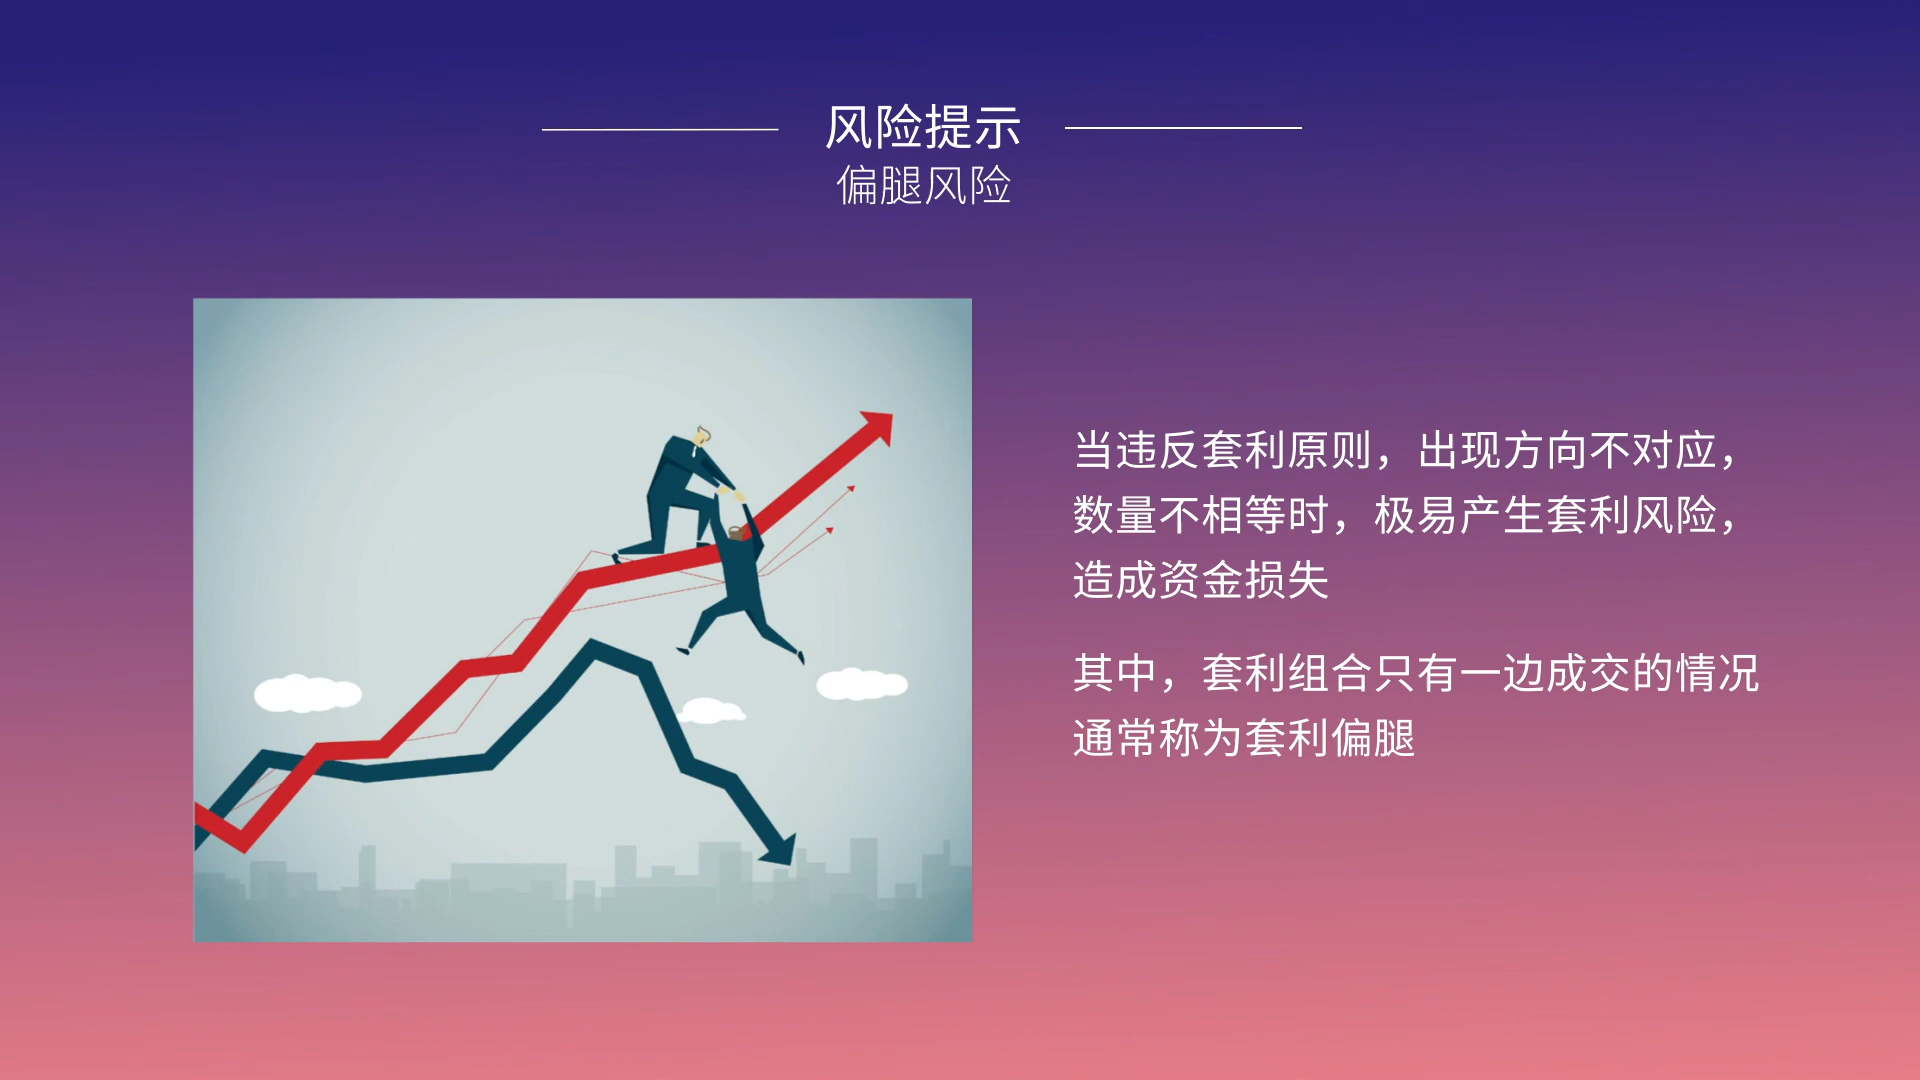 风险提示
偏腿风险
当违反套利原则，出现方向不对应，
数量不相等时，极易产生套利风险，
造成资金损失
其中，套利组合只有一边成交的情况
通常称为套利偏腿